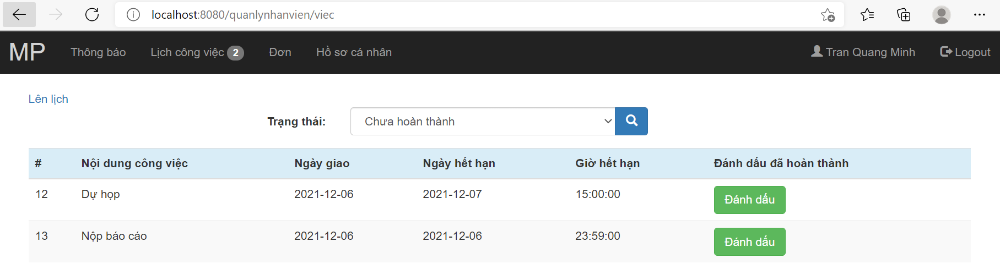 localhost:8080/quanlynhanvien/viec
MP Thông báo Lịch công việc 2 Đơn Hồ sơ cá nhân Tran Quang Minh Logout
Lên lịch
Trạng thái: Chưa hoàn thành
# Nội dung công việc Ngày giao Ngày hết hạn Giờ hết hạn Đánh dấu đã hoàn thành
12 Dự họp 2021-12-06 2021-12-07 15:00:00 Đánh dấu
13 Nộp báo cáo 2021-12-06 2021-12-06 23:59:00 Đánh dấu